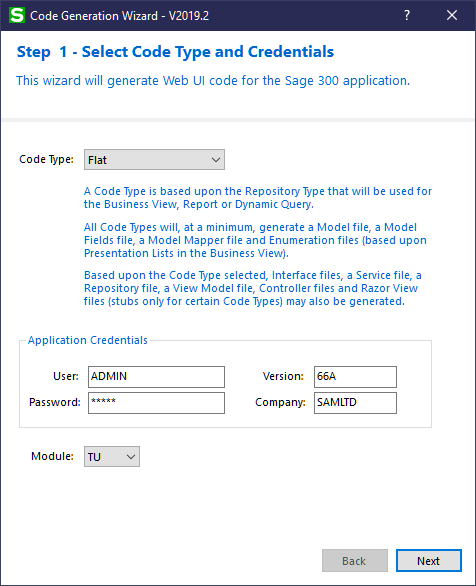 S Code Generation Wizard - V2019.2 ?
Step 1 - Select Code Type and Credentials
This wizard will generate Web UI code for the Sage 300 application.
Code Type: Flat
A Code Type is based upon the Repository Type that will be used for
the Business View, Report or Dynamic Query.
All Code Types will, at a minimum, generate a Model file, a Model
Fields file, a Model Mapper file and Enumeration files (based upon
Presentation Lists in the Business View).
Based upon the Code Type selected, Interface files, a Service file, a
Repository file, a View Model file, Controller files and Razor View
files (stubs only for certain Code Types) may also be generated.
Application Credentials
User: ADMIN Version: 66A
Password: ***** Company: SAMLTD
Module: TU
Back Next